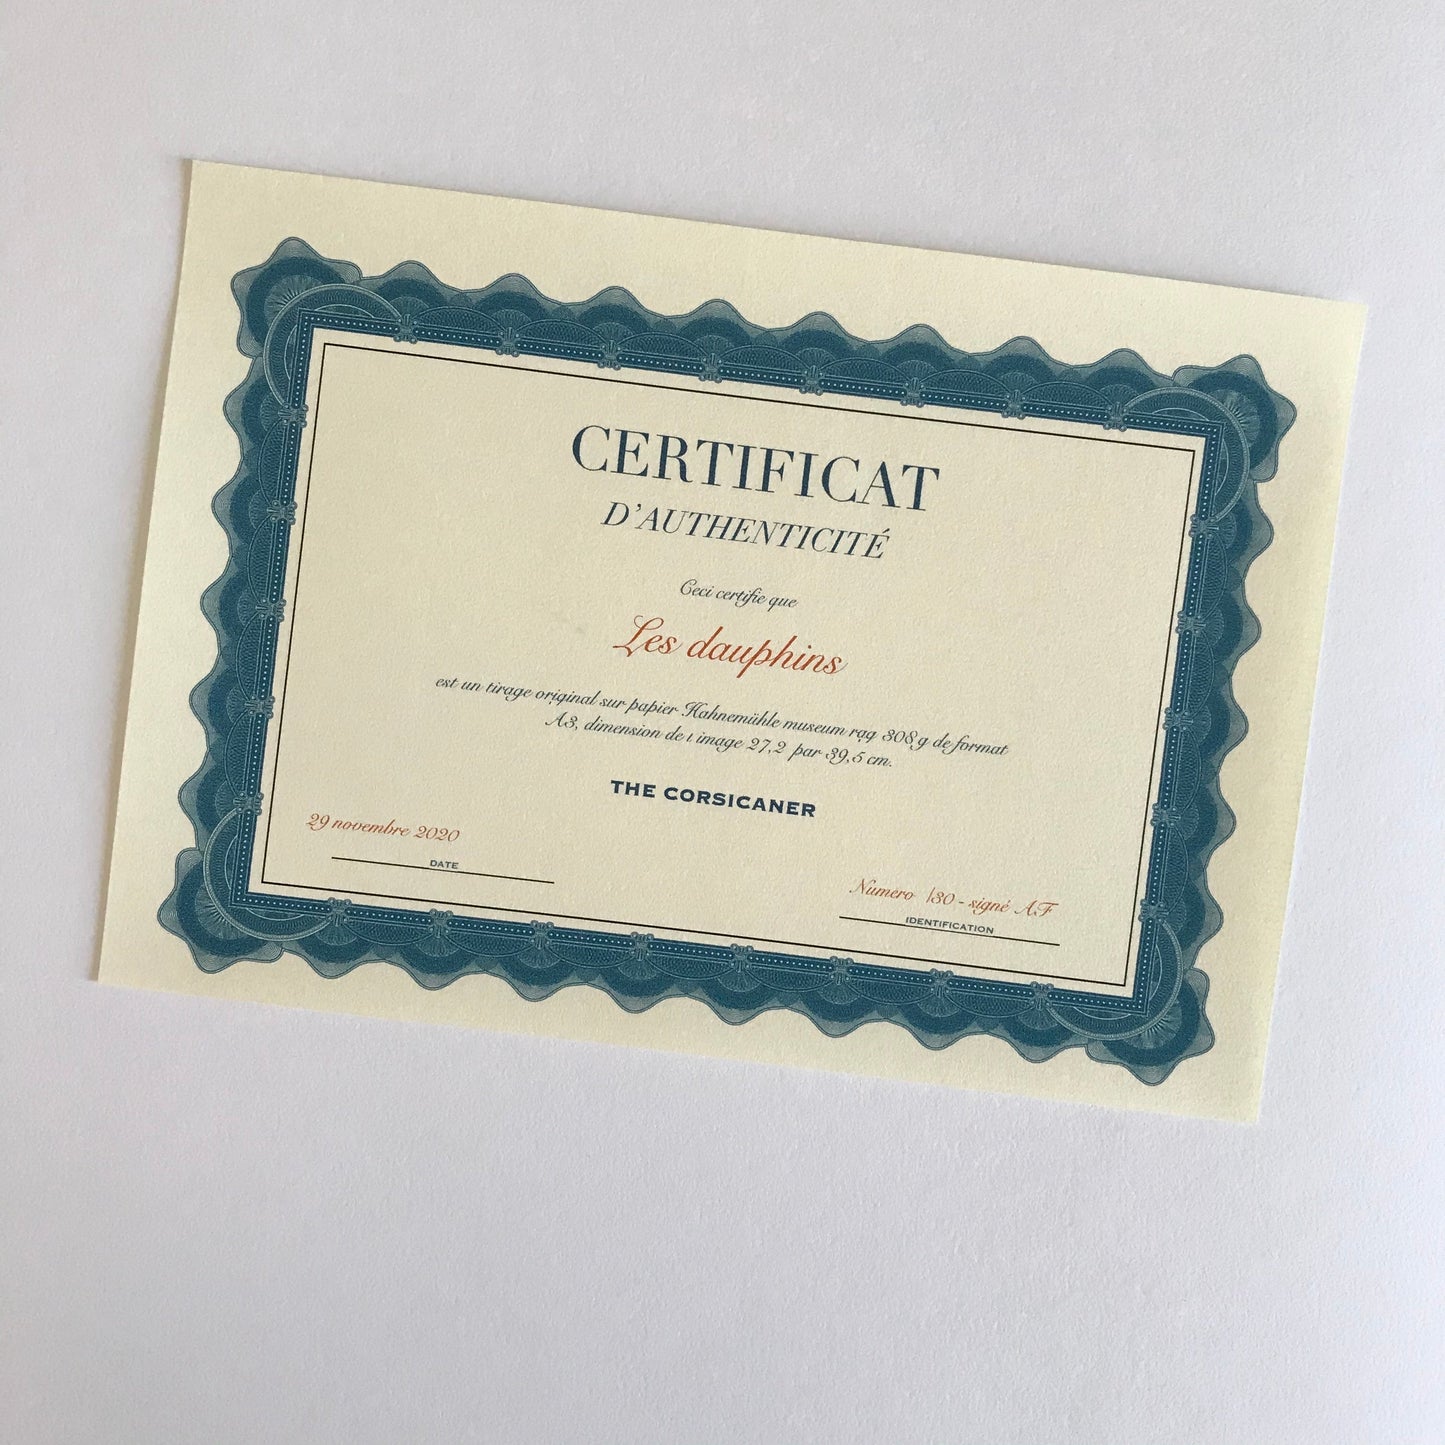 CERTIFICAT
D'AUTHENTICITÉ
Ceci certifie que
Les dauphins
est un tirage original sur papier Hahnemühle museum rag 308g de format
A3, dimension de l image 27,2 par 39,5 cm.
THE CORSICANER
29 novembre 2020
DATE
Numero /30 - signé AF
IDENTIFICATION